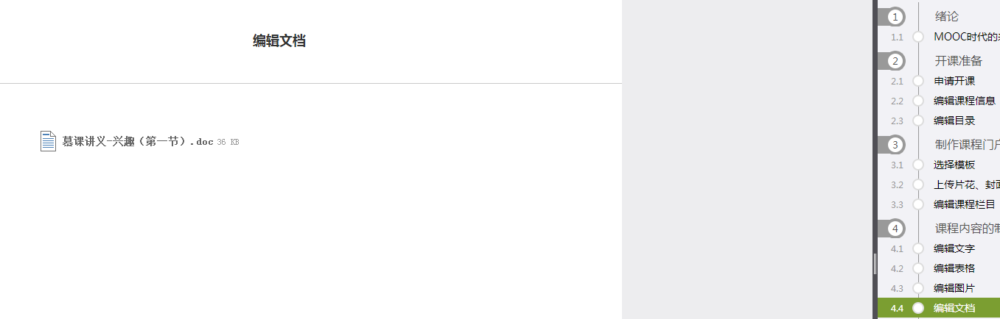 编辑文档
慕课讲义-兴趣（第一节）.doc 36 KB
1 绪论
1.1 MOOC时代的
2 开课准备
2.1 申请开课
2.2 编辑课程信息
2.3 编辑目录
3 制作课程门户
3.1 选择模板
3.2 上传片花、封面
3.3 编辑课程栏目
4 课程内容的制
4.1 编辑文字
4.2 编辑表格
4.3 编辑图片
4.4 编辑文档